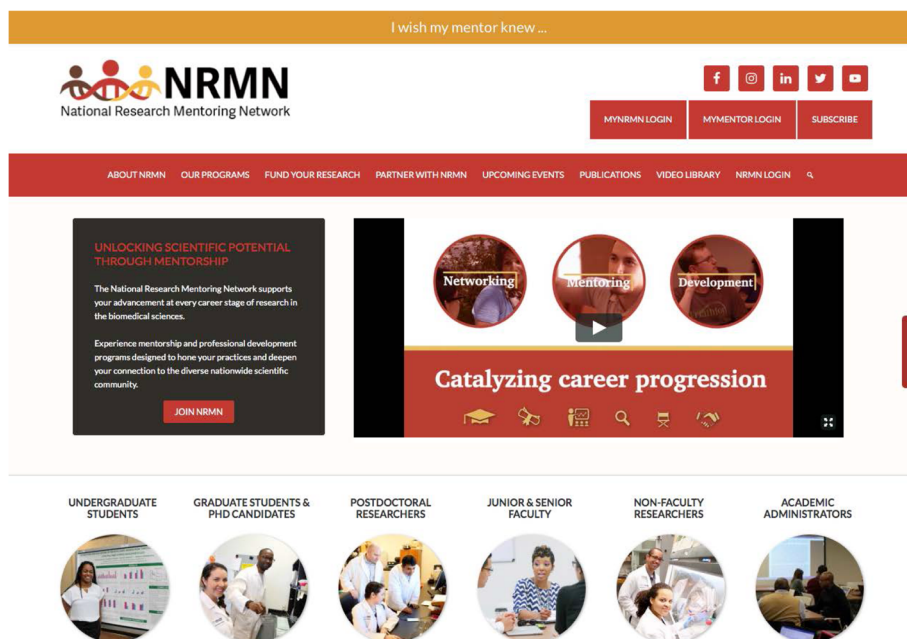 I wish my mentor knew ...
NRMN
National Research Mentoring Network
MYNRMN LOGIN
MYMENTOR LOGIN
SUBSCRIBE
ABOUT NRMN
OUR PROGRAMS
FUND YOUR RESEARCH
PARTNER WITH NRMN
UPCOMING EVENTS
PUBLICATIONS
VIDEO LIBRARY
NRMN LOGIN
UNLOCKING SCIENTIFIC POTENTIAL
THROUGH MENTORSHIP
The National Research Mentoring Network supports
your advancement at every career stage of research in
the biomedical sciences.
Experience mentorship and professional development
programs designed to hone your practices and deepen
your connection to the diverse nationwide scientific
community.
JOIN NRMN
Networking
Mentoring
Development
Catalyzing career progression
UNDERGRADUATE
STUDENTS
GRADUATE STUDENTS &
PHD CANDIDATES
POSTDOCTORAL
RESEARCHERS
JUNIOR & SENIOR
FACULTY
NON-FACULTY
RESEARCHERS
ACADEMIC
ADMINISTRATORS